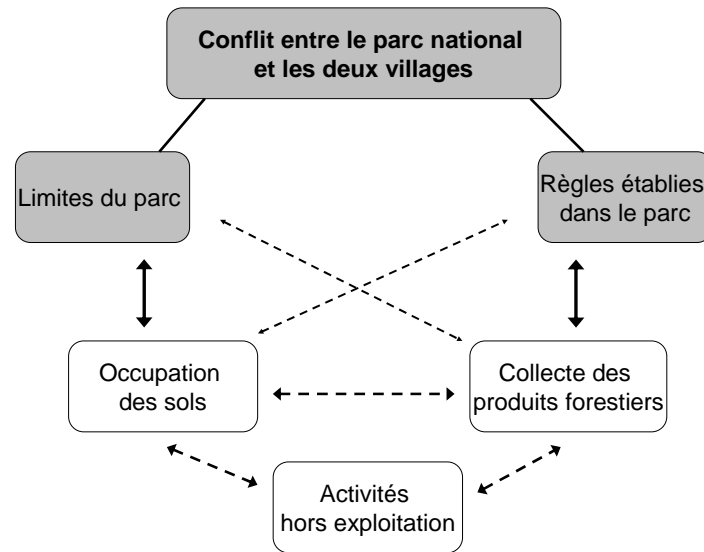 Conflit entre le parc national
et les deux villages
Limites du parc
Règles établies
dans le parc
Occupation
des sols
Collecte des
produits forestiers
Activités
hors exploitation